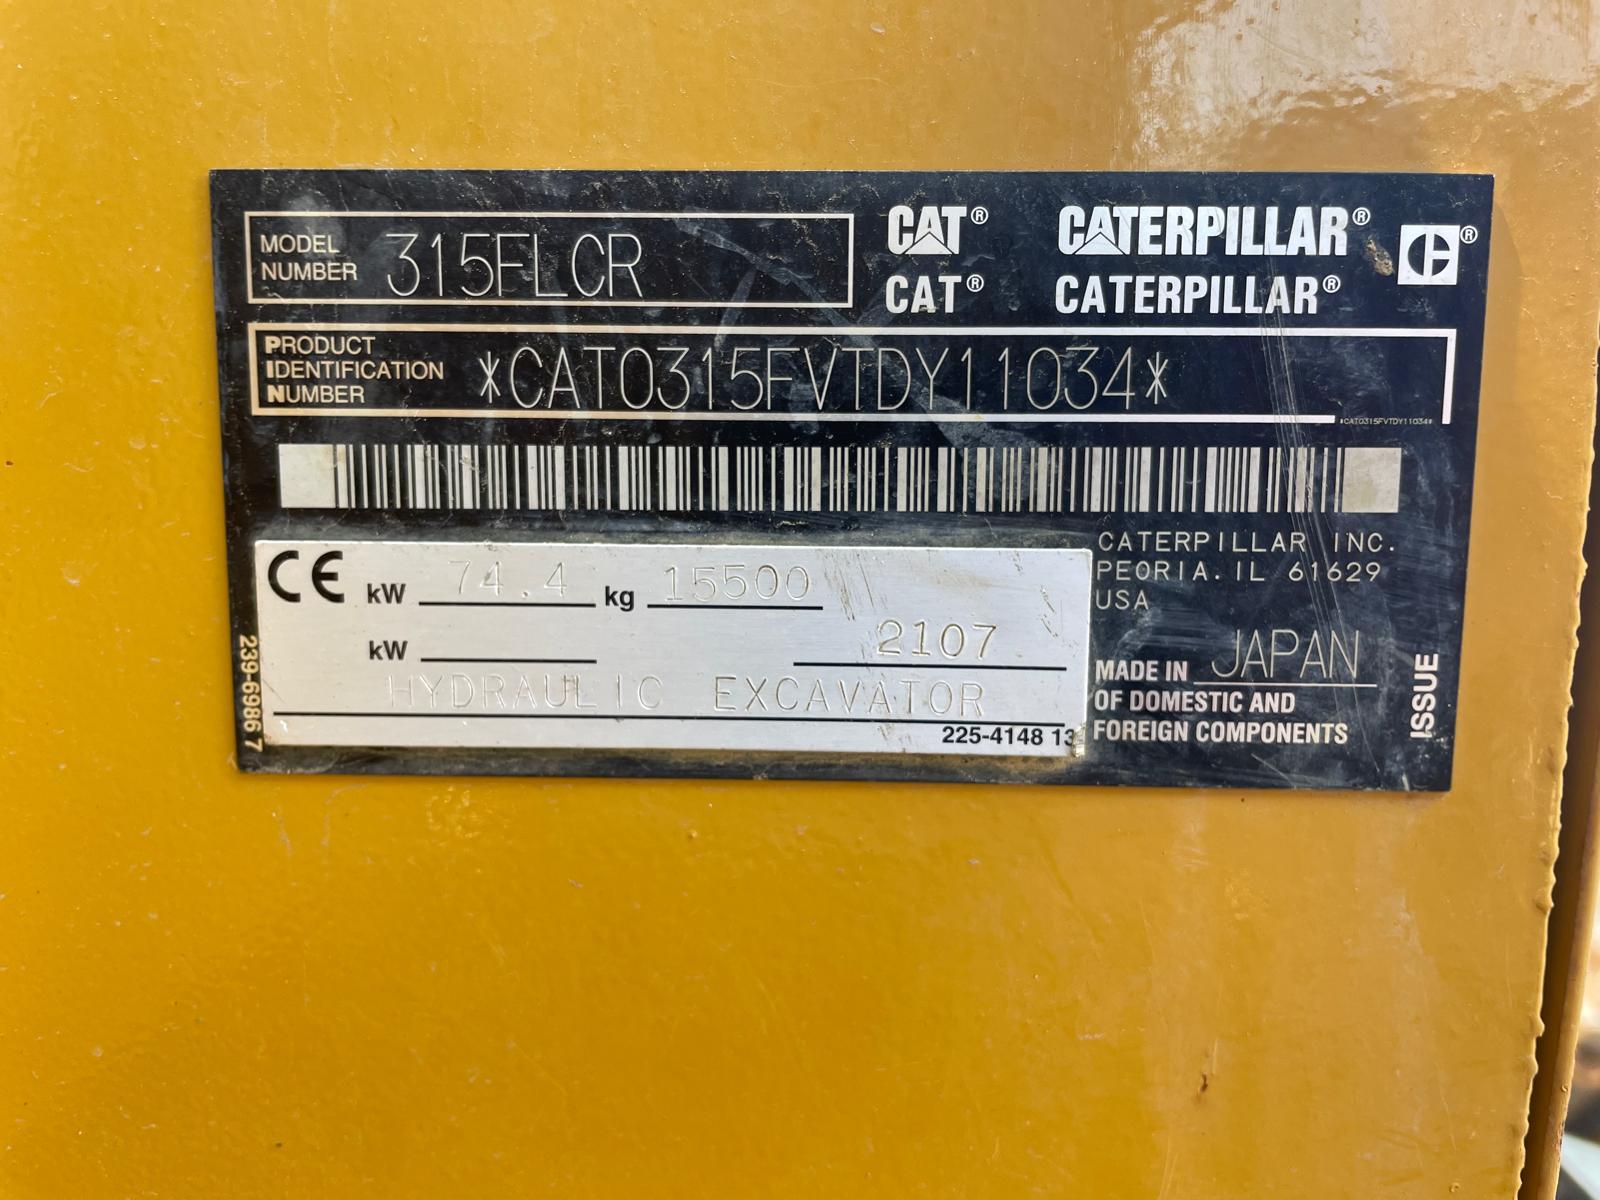 MODEL NUMBER 315FLCR
CAT® CATERPILLAR® ®
CAT® CATERPILLAR®
PRODUCT
IDENTIFICATION
NUMBER
*CAT0315FVTDY11034*
*CAT0315FVTDY11034*
CE kW 74.4 kg 15500
kW 2107
HYDRAULIC EXCAVATOR
225-4148 13
239-6986 7
CATERPILLAR INC.
PEORIA. IL 61629
USA
MADE IN JAPAN
OF DOMESTIC AND
FOREIGN COMPONENTS
ISSUE